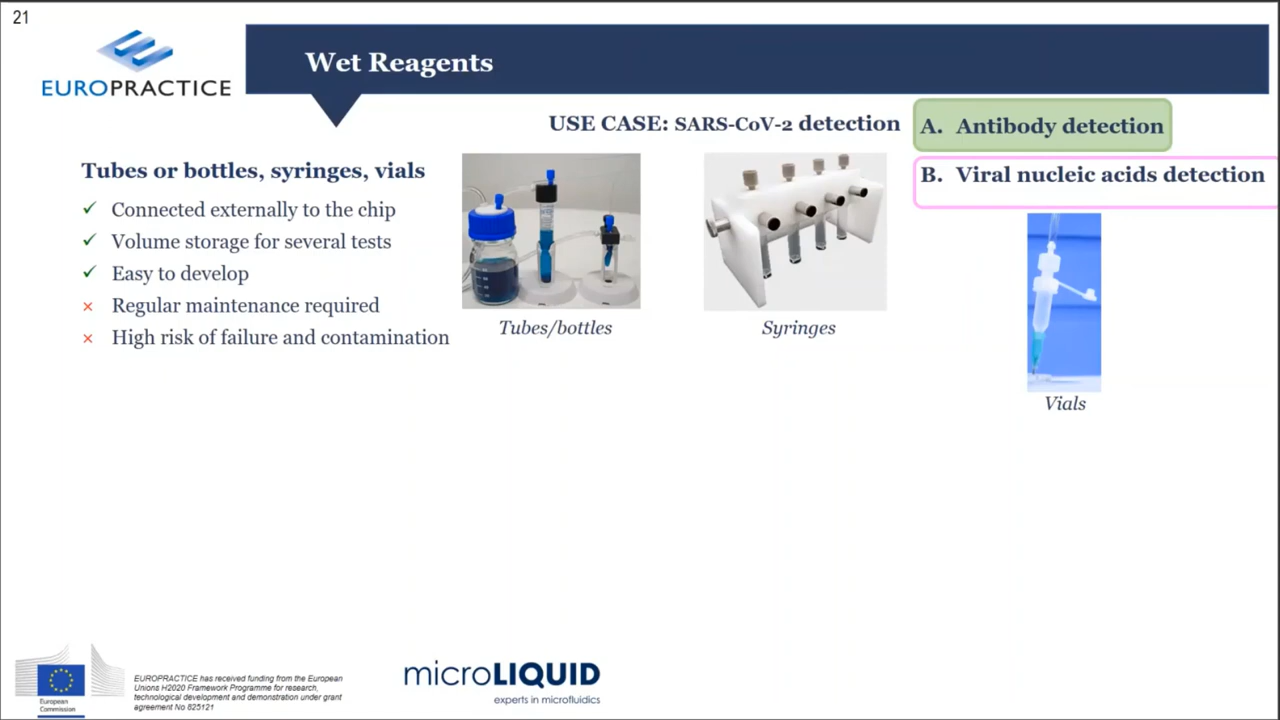 21
EUROPRACTICE
Wet Reagents
USE CASE: SARS-CoV-2 detection
A. Antibody detection
B. Viral nucleic acids detection
Tubes or bottles, syringes, vials
✓ Connected externally to the chip
✓ Volume storage for several tests
✓ Easy to develop
× Regular maintenance required
× High risk of failure and contamination
Tubes/bottles
Syringes
Vials
European
Commission
EUROPRACTICE has received funding from the European
Unions H2020 Framework Programme for research,
technological development and demonstration under grant
agreement No 825121
microLIQUID
experts in microfluidics